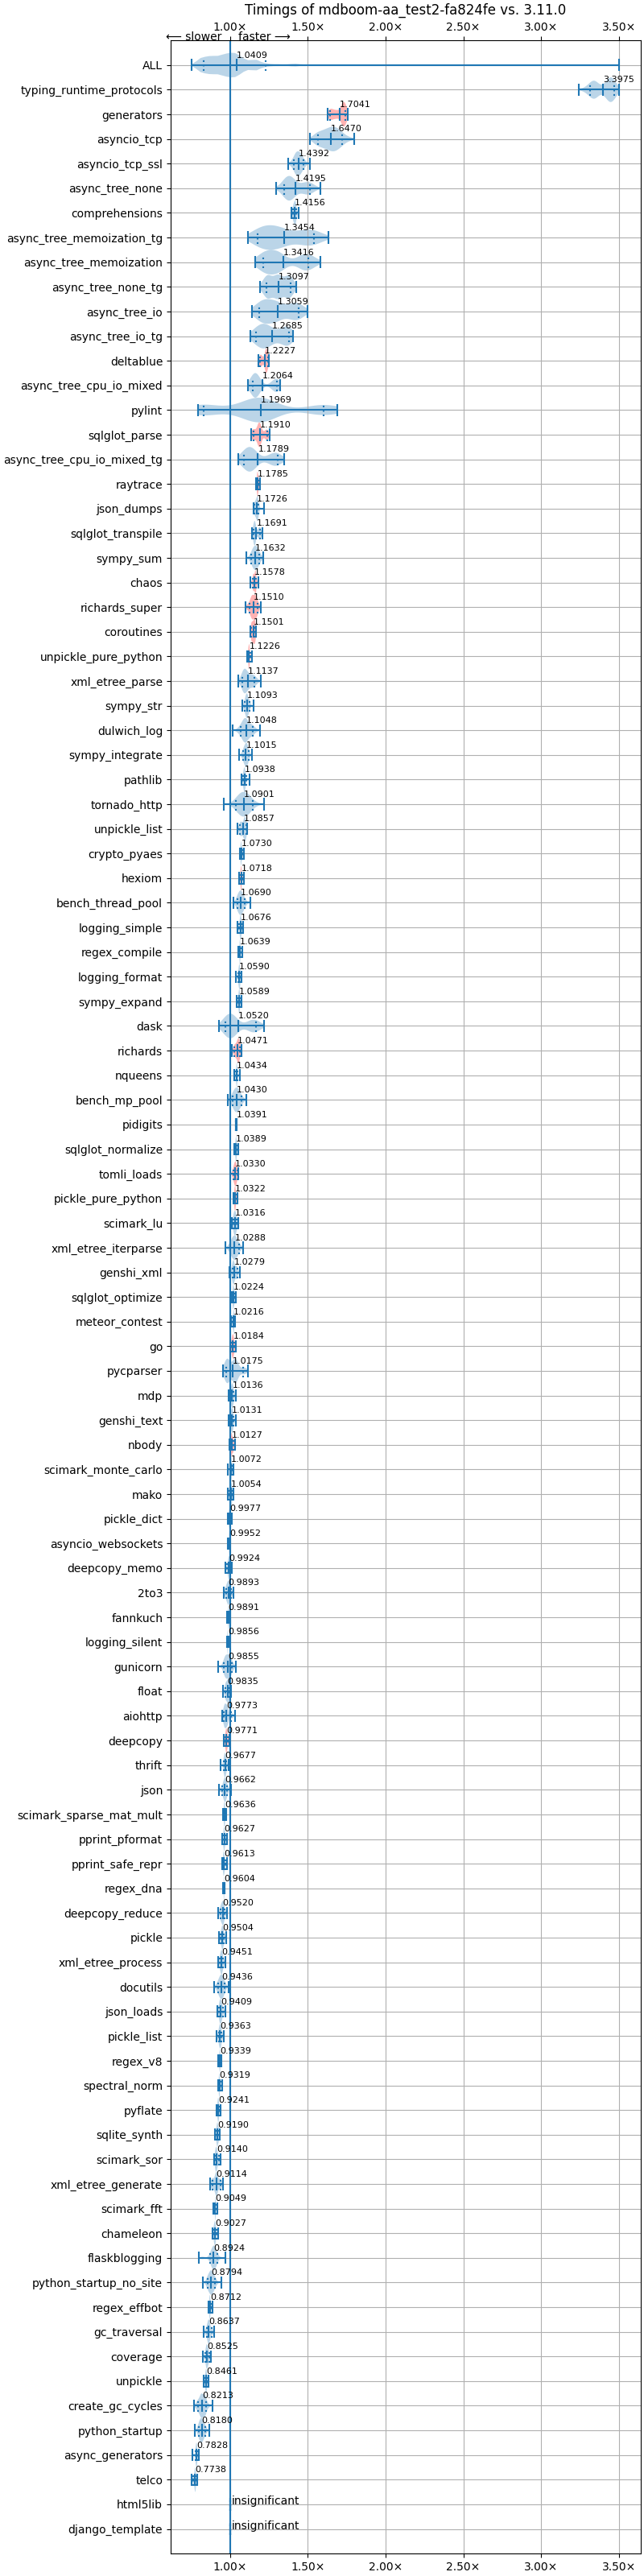 Timings of mdboom-aa_test2-fa824fe vs. 3.11.0
1.00× 1.50× 2.00× 2.50× 3.00× 3.50×
⟵ slower faster ⟶
ALL 1.0409
typing_runtime_protocols 3.3975
generators 1.7041
asyncio_tcp 1.6470
asyncio_tcp_ssl 1.4392
async_tree_none 1.4195
comprehensions 1.4156
async_tree_memoization_tg 1.3454
async_tree_memoization 1.3416
async_tree_none_tg 1.3097
async_tree_io 1.3059
async_tree_io_tg 1.2685
deltablue 1.2227
async_tree_cpu_io_mixed 1.2064
pylint 1.1969
sqlglot_parse 1.1910
async_tree_cpu_io_mixed_tg 1.1789
raytrace 1.1785
json_dumps 1.1726
sqlglot_transpile 1.1691
sympy_sum 1.1632
chaos 1.1578
richards_super 1.1510
coroutines 1.1501
unpickle_pure_python 1.1226
xml_etree_parse 1.1137
sympy_str 1.1093
dulwich_log 1.1048
sympy_integrate 1.1015
pathlib 1.0938
tornado_http 1.0901
unpickle_list 1.0857
crypto_pyaes 1.0730
hexiom 1.0718
bench_thread_pool 1.0690
logging_simple 1.0676
regex_compile 1.0639
logging_format 1.0590
sympy_expand 1.0589
dask 1.0520
richards 1.0471
nqueens 1.0434
bench_mp_pool 1.0430
pidigits 1.0391
sqlglot_normalize 1.0389
tomli_loads 1.0330
pickle_pure_python 1.0322
scimark_lu 1.0316
xml_etree_iterparse 1.0288
genshi_xml 1.0279
sqlglot_optimize 1.0224
meteor_contest 1.0216
go 1.0184
pycparser 1.0175
mdp 1.0136
genshi_text 1.0131
nbody 1.0127
scimark_monte_carlo 1.0072
mako 1.0054
pickle_dict 0.9977
asyncio_websockets 0.9952
deepcopy_memo 0.9924
2to3 0.9893
fannkuch 0.9891
logging_silent 0.9856
gunicorn 0.9855
float 0.9835
aiohttp 0.9773
deepcopy 0.9771
thrift 0.9677
json 0.9662
scimark_sparse_mat_mult 0.9636
pprint_pformat 0.9627
pprint_safe_repr 0.9613
regex_dna 0.9604
deepcopy_reduce 0.9520
pickle 0.9504
xml_etree_process 0.9451
docutils 0.9436
json_loads 0.9409
pickle_list 0.9363
regex_v8 0.9339
spectral_norm 0.9319
pyflate 0.9241
sqlite_synth 0.9190
scimark_sor 0.9140
xml_etree_generate 0.9114
scimark_fft 0.9049
chameleon 0.9027
flaskblogging 0.8924
python_startup_no_site 0.8794
regex_effbot 0.8712
gc_traversal 0.8637
coverage 0.8525
unpickle 0.8461
create_gc_cycles 0.8213
python_startup 0.8180
async_generators 0.7828
telco 0.7738
html5lib insignificant
django_template insignificant
1.00× 1.50× 2.00× 2.50× 3.00× 3.50×